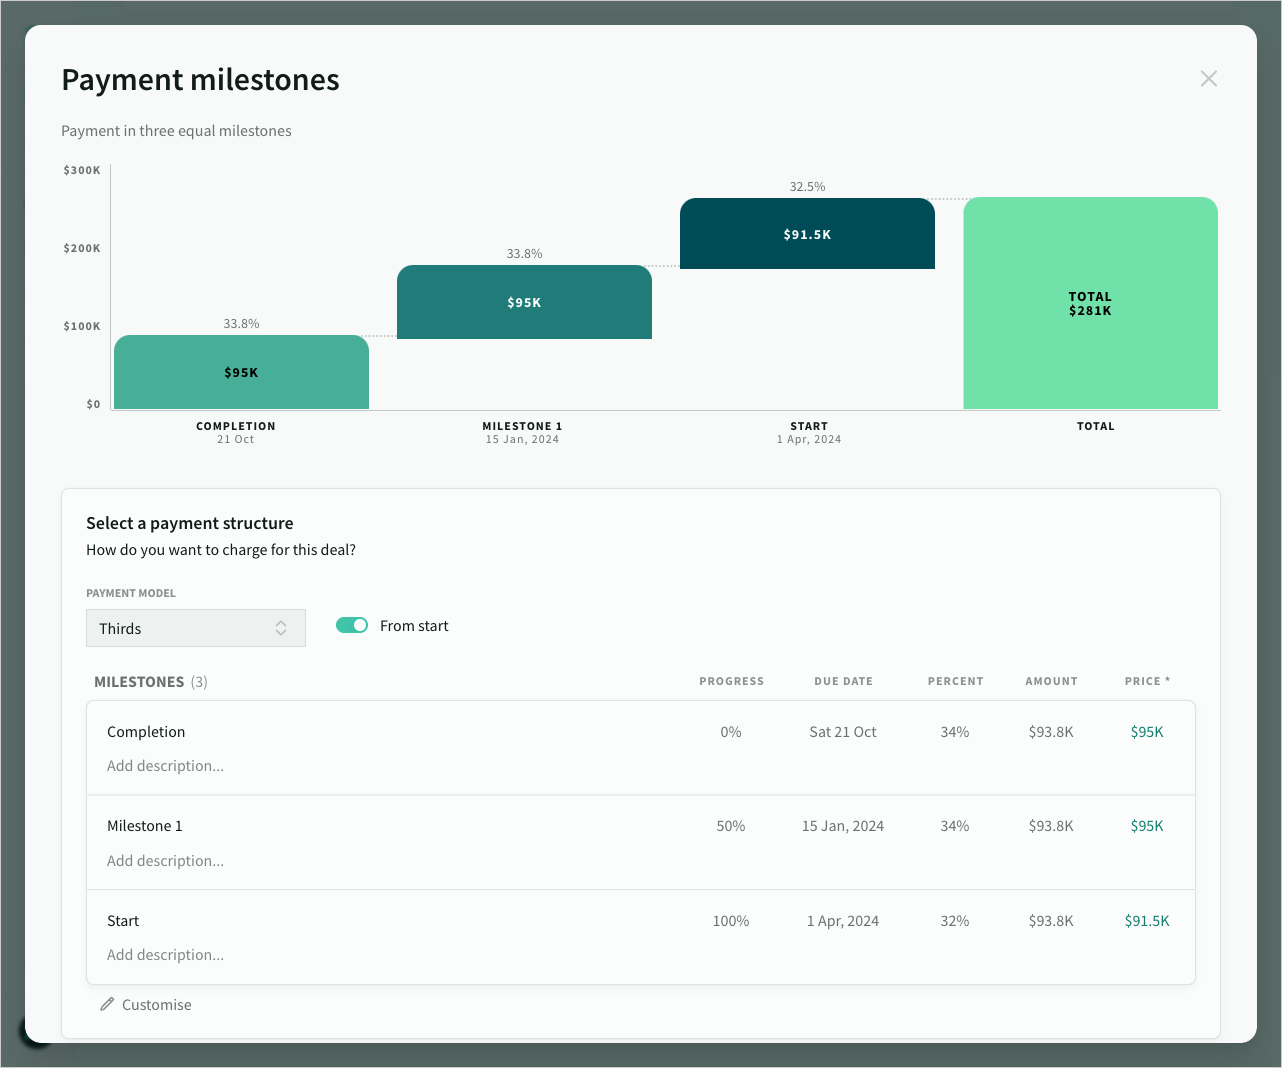 Payment milestones
Payment in three equal milestones
$300K
$200K
$100K
$0
33.8%
$95K
33.8%
$95K
32.5%
$91.5K
TOTAL
$281K
COMPLETION
21 Oct
MILESTONE 1
15 Jan, 2024
START
1 Apr, 2024
TOTAL
Select a payment structure
How do you want to charge for this deal?
PAYMENT MODEL
Thirds
From start
MILESTONES (3) PROGRESS DUE DATE PERCENT AMOUNT PRICE *
Completion 0% Sat 21 Oct 34% $93.8K $95K
Add description...
Milestone 1 50% 15 Jan, 2024 34% $93.8K $95K
Add description...
Start 100% 1 Apr, 2024 32% $93.8K $91.5K
Add description...
Customise